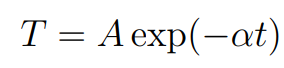 T = A exp(−αt)